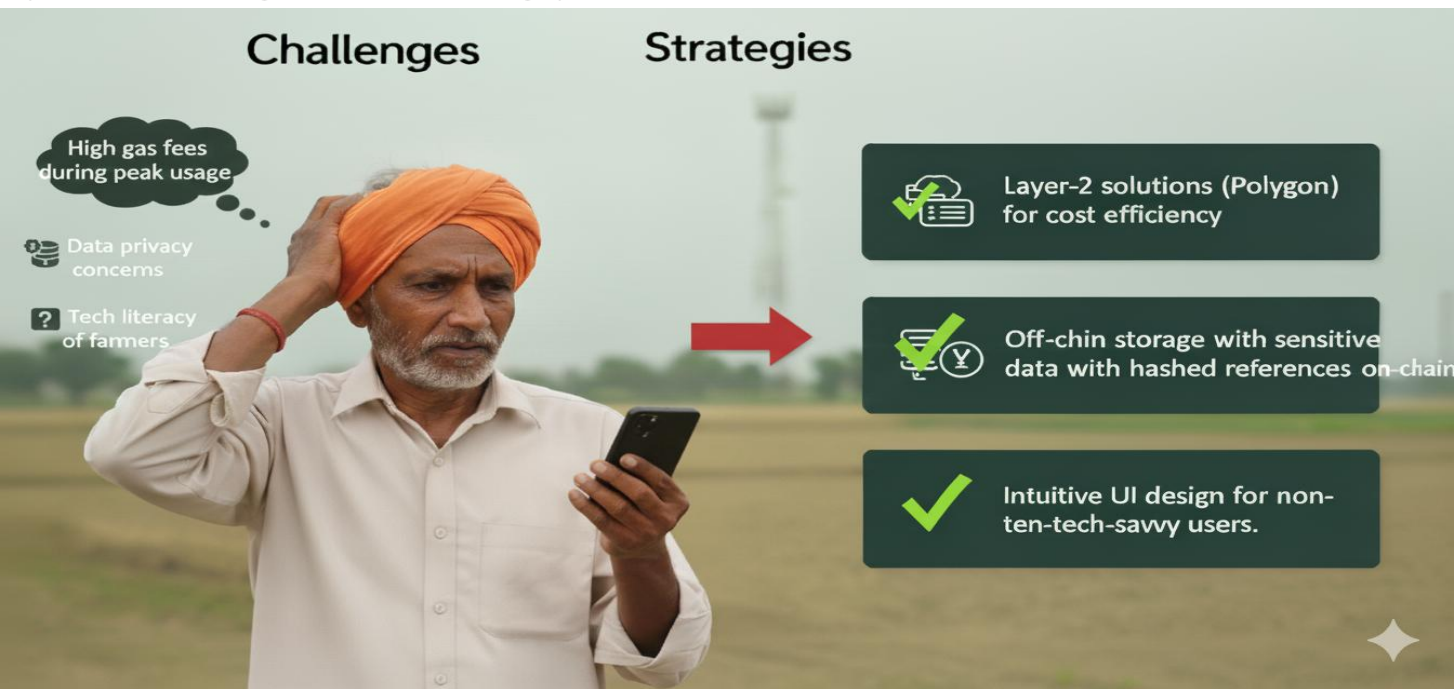 Challenges
Strategies
High gas fees
during peak usage
Data privacy
concerns
? Tech literacy
of farmers
Layer-2 solutions (Polygon)
for cost efficiency
¥
Off-chin storage with sensitive
data with hashed references on-chain
Intuitive UI design for non-
ten-tech-savvy users.